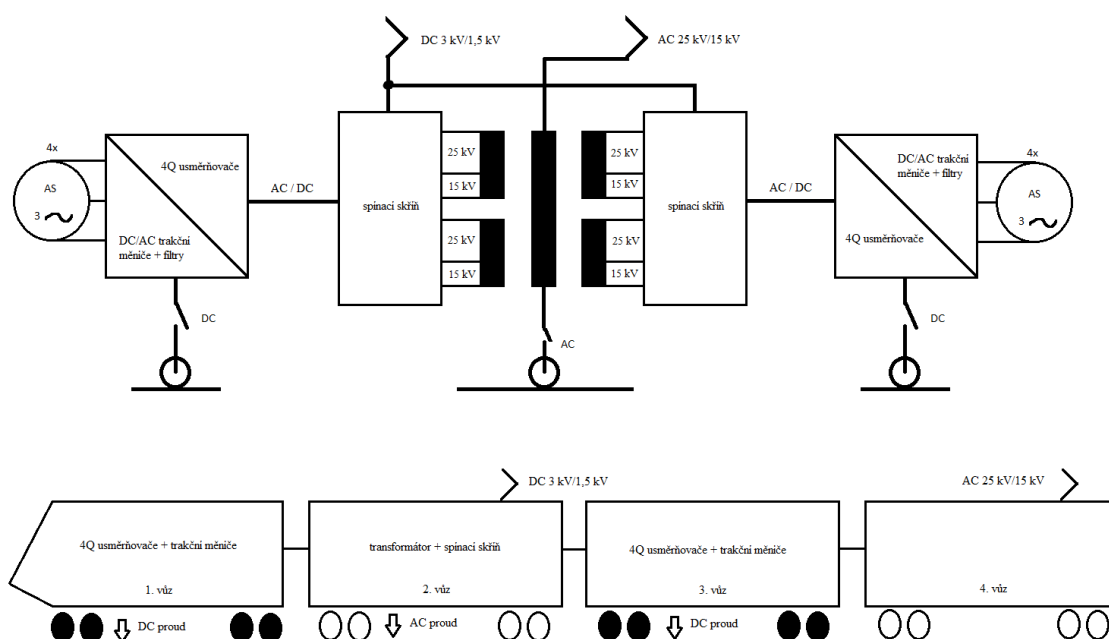 DC 3 kV/1,5 kV
AC 25 kV/15 kV
4x
AS
3
4Q usměrňovače
DC/AC trakční
měniče + filtry
AC / DC
spínaci skříň
25 kV
15 kV
25 kV
15 kV
25 kV
15 kV
25 kV
15 kV
spínaci skříň
AC / DC
DC/AC trakční
měniče + filtry
4Q usměrňovače
4x
AS
3
DC
AC
DC
DC 3 kV/1,5 kV
AC 25 kV/15 kV
4Q usměrňovače + trakční měniče
1. vůz
transformátor + spínaci skříň
2. vůz
4Q usměrňovače + trakční měniče
3. vůz
4. vůz
DC proud
AC proud
DC proud